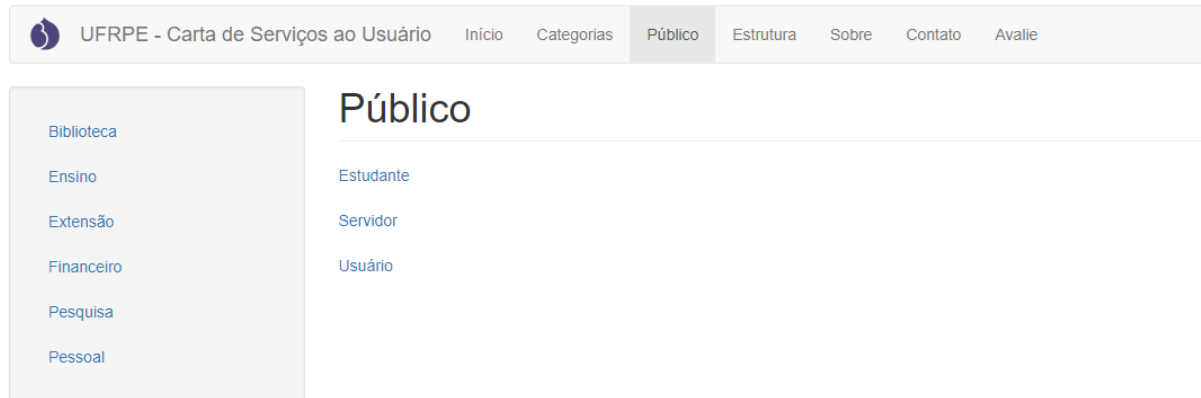 UFRPE - Carta de Serviços ao Usuário Início Categorias Público Estrutura Sobre Contato Avalie
Biblioteca
Ensino
Extensão
Financeiro
Pesquisa
Pessoal
Público
Estudante
Servidor
Usuário